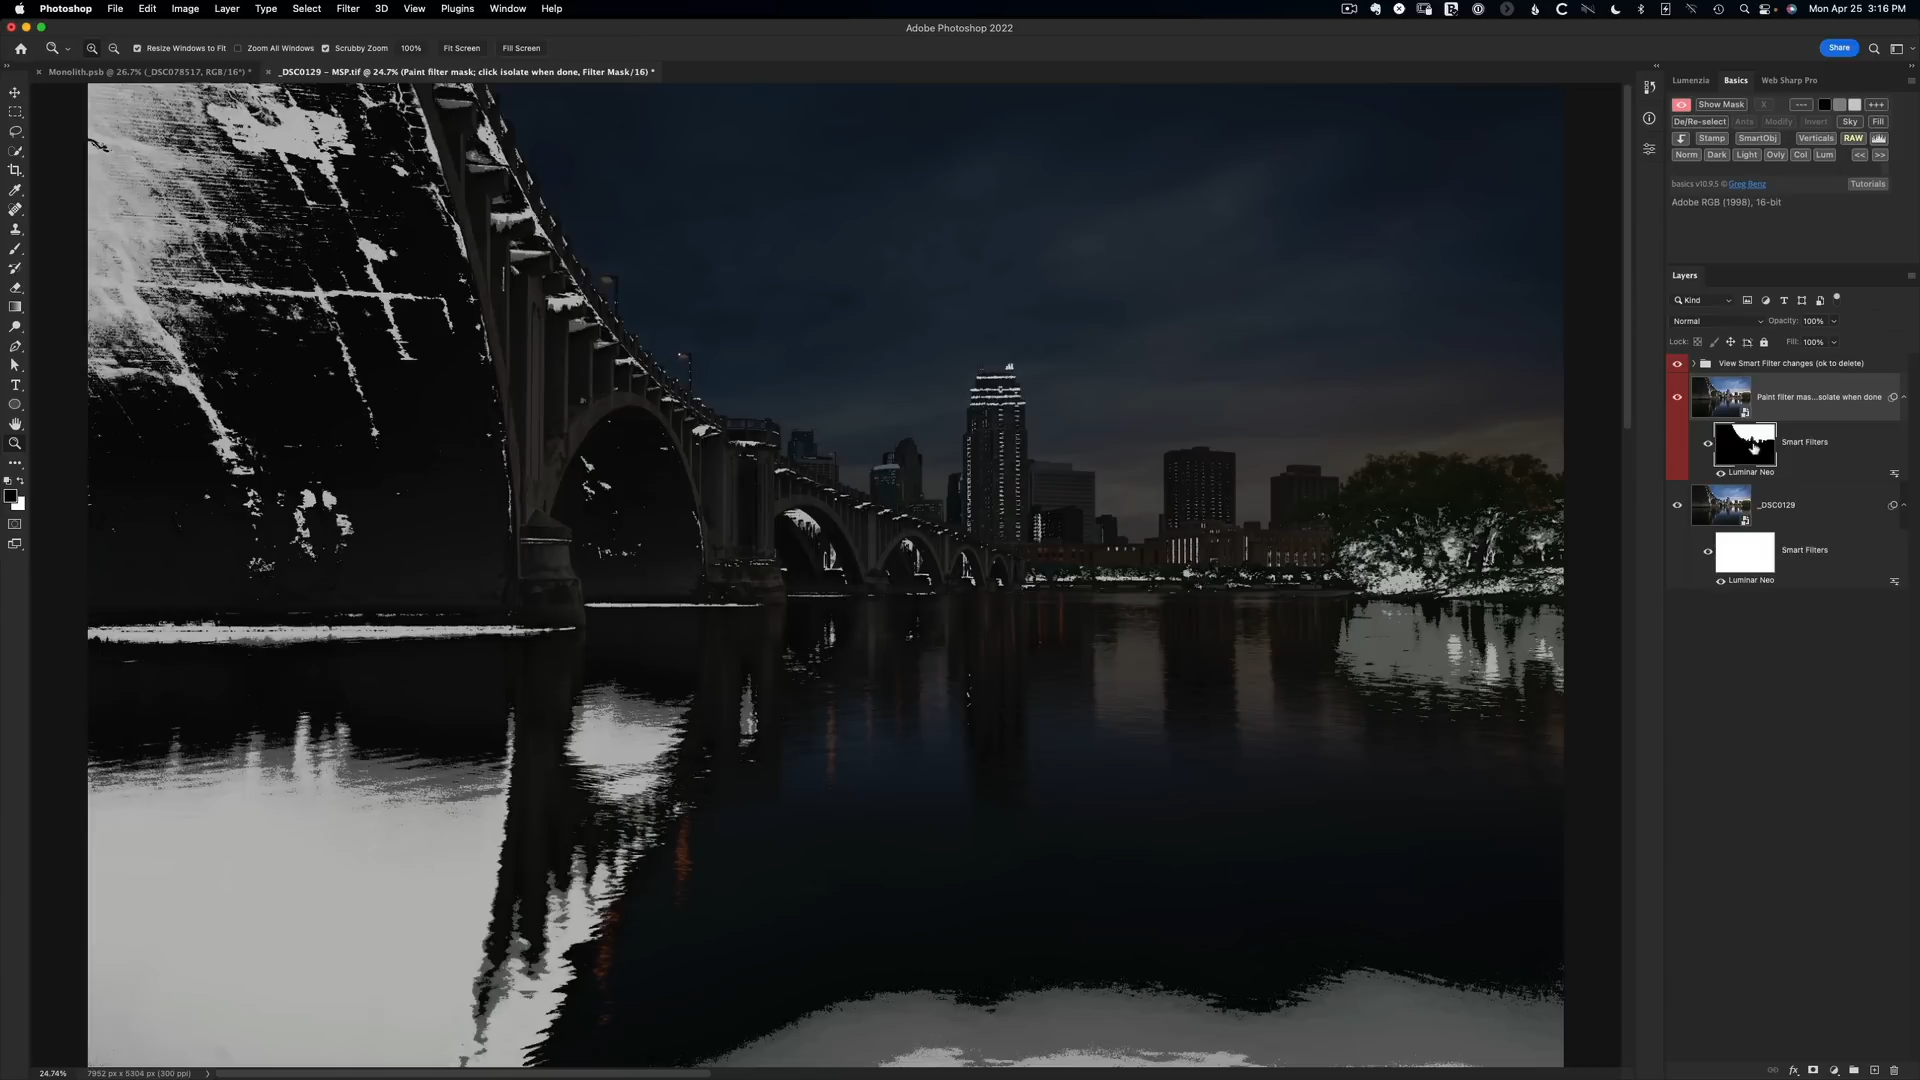 Photoshop File Edit Image Layer Type Select Filter 3D View Plugins Window Help
Mon Apr 25 3:16 PM
Adobe Photoshop 2022
Resize Windows to Fit Zoom All Windows Scrubby Zoom 100% Fit Screen Fill Screen
Share
Monolith.psb @ 26.7% (_DSC078517, RGB/16*) *
_DSC0129 – MSP.tif @ 24.7% (Paint filter mask; click isolate when done, Filter Mask/16) *
Lumenzia Basics Web Sharp Pro
Show Mask X --- +++
De/Re-select Ants Modify Invert Sky Fill
Stamp SmartObj Verticals RAW
Norm Dark Light Ovly Col Lum << >>
basics v10.9.5 © Greg Benz Tutorials
Adobe RGB (1998), 16-bit
Layers
Kind
Normal Opacity: 100%
Lock: Fill: 100%
View Smart Filter changes (ok to delete)
Paint filter mas...solate when done
Smart Filters
Luminar Neo
_DSC0129
Smart Filters
Luminar Neo
24.74% 7952 px x 5304 px (300 ppi)